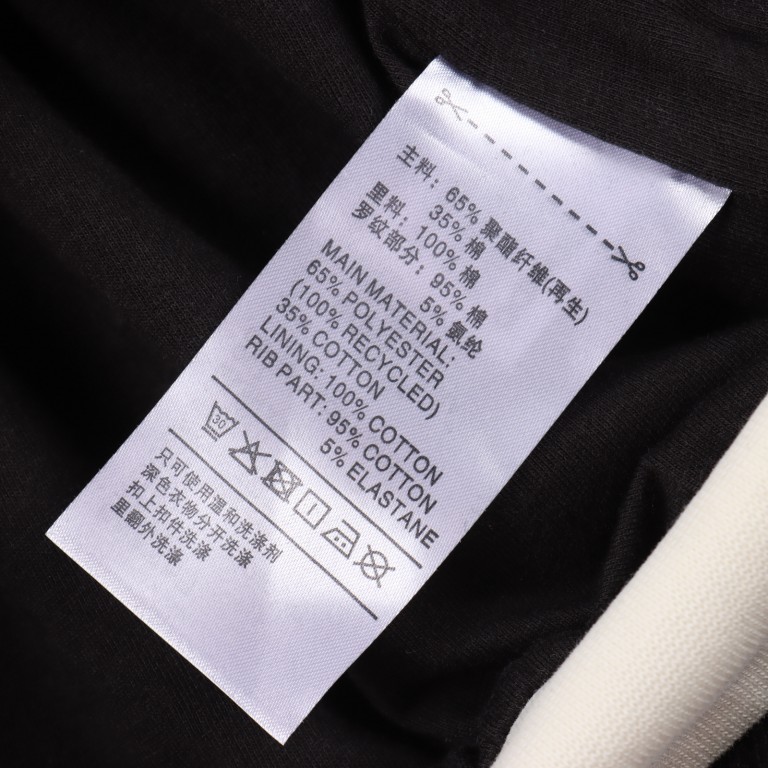 主料: 65% 聚酯纤维(再生)
35% 棉
里料: 100% 棉
罗纹部分: 95% 棉
5% 氨纶
MAIN MATERIAL:
65% POLYESTER
(100% RECYCLED)
35% COTTON
LINING: 100% COTTON
RIB PART: 95% COTTON
5% ELASTANE
30
只可使用温和洗涤剂
深色衣物分开洗涤
扣上扣件洗涤
里翻外洗涤